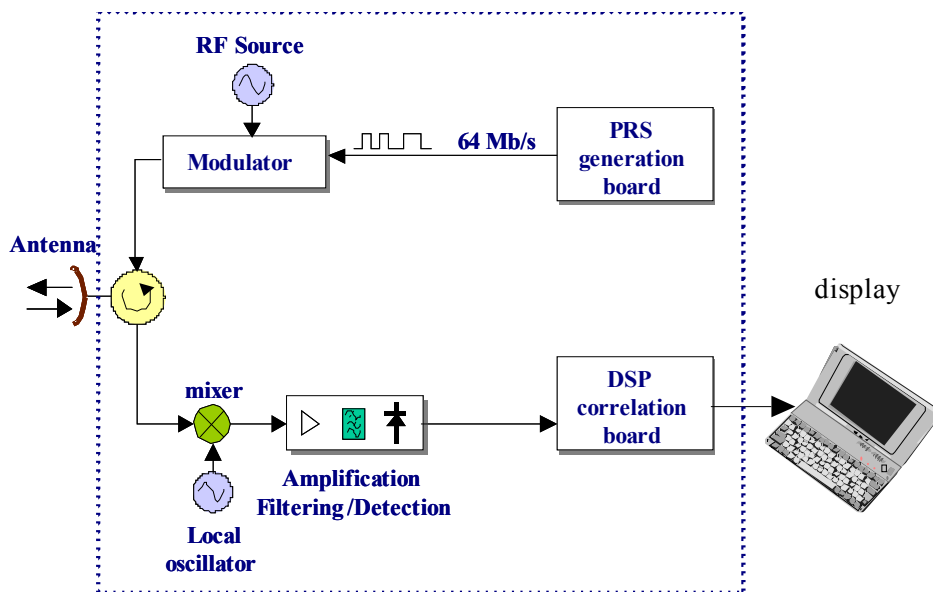 RF Source
PRS
generation
board
64 Mb/s
Modulator
Antenna
display
mixer
DSP
correlation
board
Amplification
Filtering/Detection
Local
oscillator